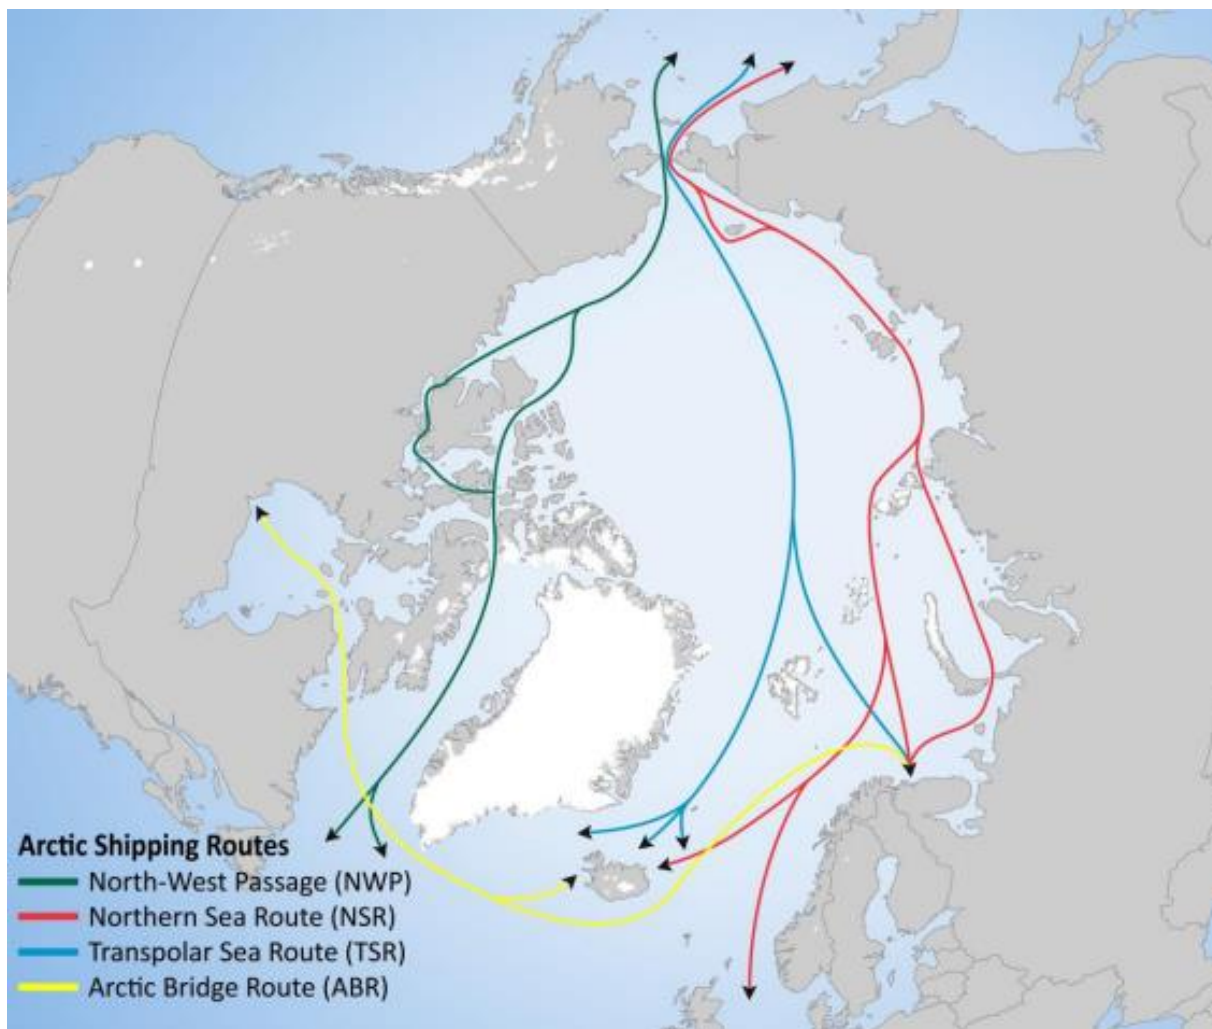 Arctic Shipping Routes
North-West Passage (NWP)
Northern Sea Route (NSR)
Transpolar Sea Route (TSR)
Arctic Bridge Route (ABR)